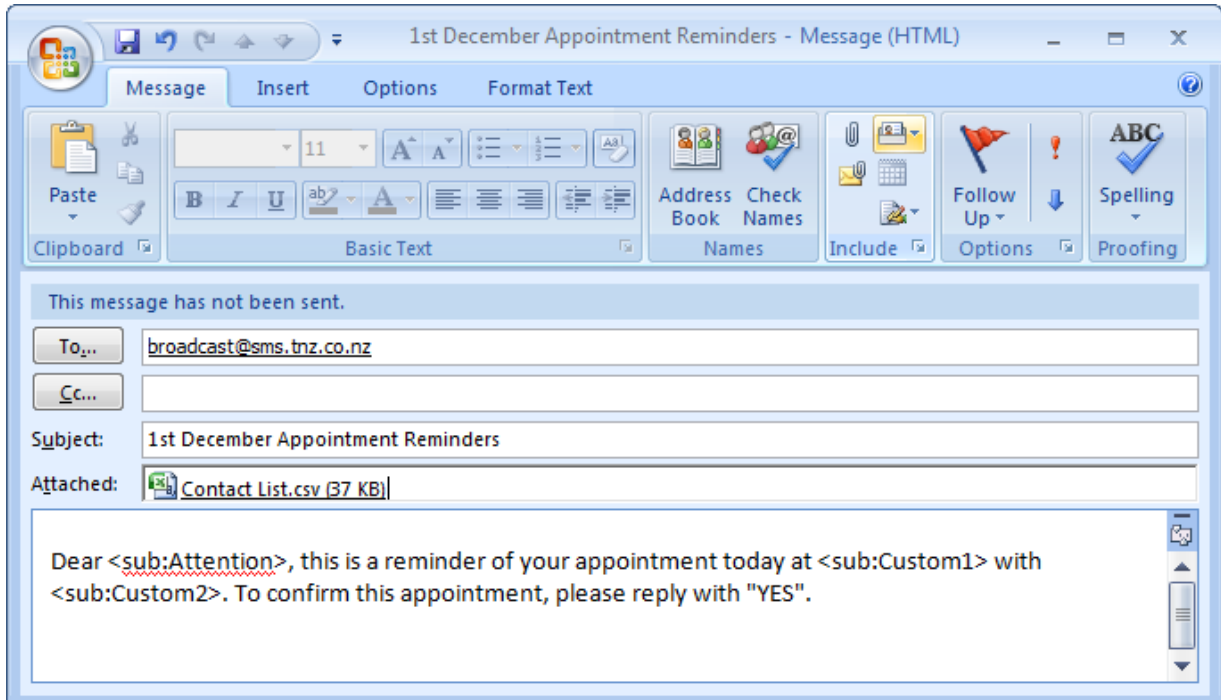 1st December Appointment Reminders - Message (HTML)
Message Insert Options Format Text
Paste
Clipboard
11
A A Aa
B I U ab A
Basic Text
Address Book
Check Names
Names
Include
Follow Up
Options
ABC
Spelling
Proofing
This message has not been sent.
To...
broadcast@sms.tnz.co.nz
Cc...
Subject: 1st December Appointment Reminders
Attached: Contact List.csv (37 KB)
Dear <sub:Attention>, this is a reminder of your appointment today at <sub:Custom1> with
<sub:Custom2>. To confirm this appointment, please reply with "YES".